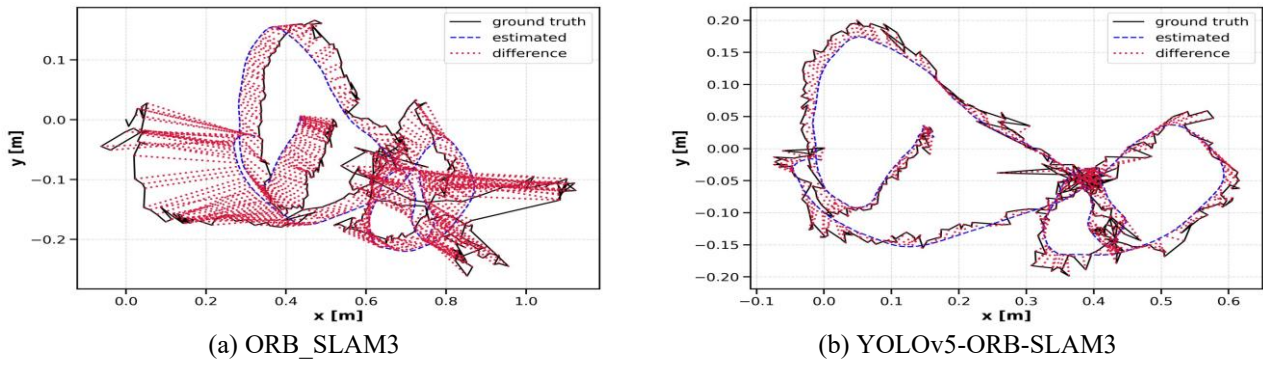 ground truth
estimated
difference
0.1
0.0
−0.1
−0.2
y [m]
0.0 0.2 0.4 0.6 0.8 1.0
x [m]
(a) ORB_SLAM3
ground truth
estimated
difference
0.20
0.15
0.10
0.05
0.00
−0.05
−0.10
−0.15
−0.20
y [m]
−0.1 0.0 0.1 0.2 0.3 0.4 0.5 0.6
x [m]
(b) YOLOv5-ORB-SLAM3